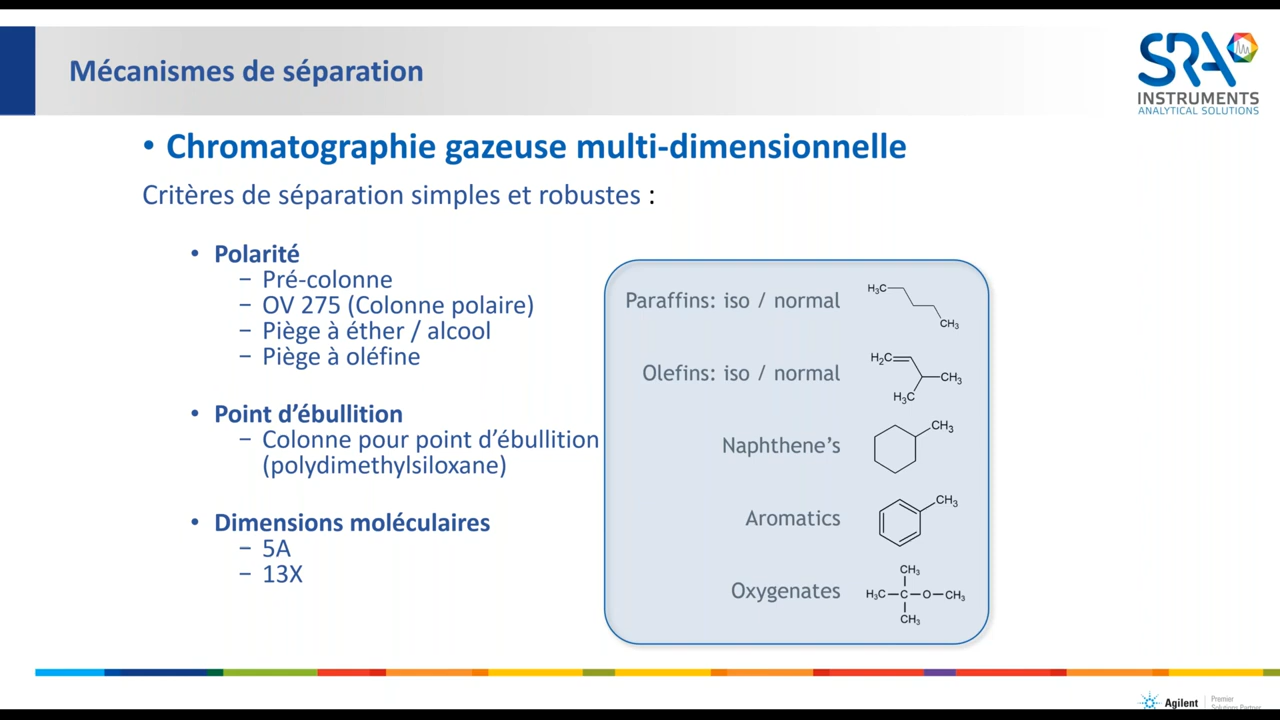 Mécanismes de séparation
SRA
INSTRUMENTS
ANALYTICAL SOLUTIONS
• Chromatographie gazeuse multi-dimensionnelle
Critères de séparation simples et robustes :
• Polarité
− Pré-colonne
− OV 275 (Colonne polaire)
− Piège à éther / alcool
− Piège à oléfine
• Point d’ébullition
− Colonne pour point d’ébullition
(polydimethylsiloxane)
• Dimensions moléculaires
− 5A
− 13X
Paraffins: iso / normal
H₃C
CH₃
Olefins: iso / normal
H₂C
CH₃
H₃C
Naphthene’s
CH₃
Aromatics
CH₃
Oxygenates
CH₃
H₃C—C—O—CH₃
CH₃
Agilent
Premier
Solutions Partner